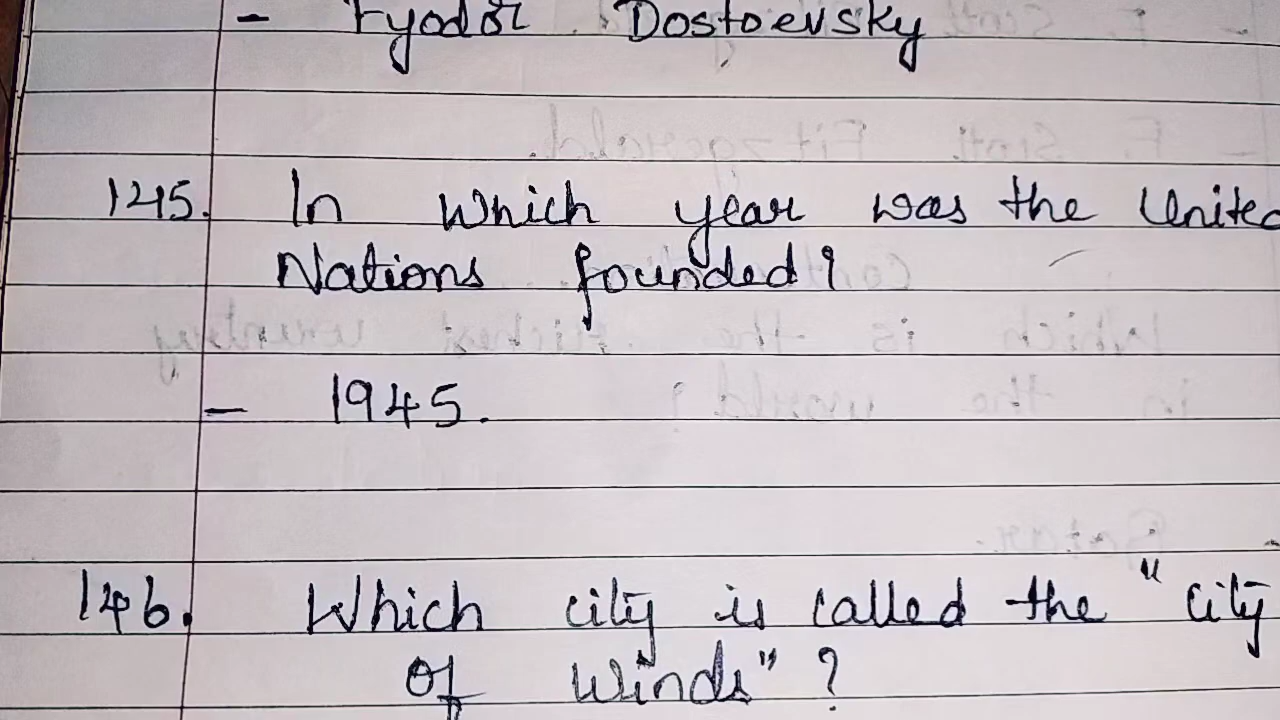 - Fyodor Dostoevsky
145. In which year was the United
Nations founded?
- 1945.
146. Which city is called the "city
of winds"?